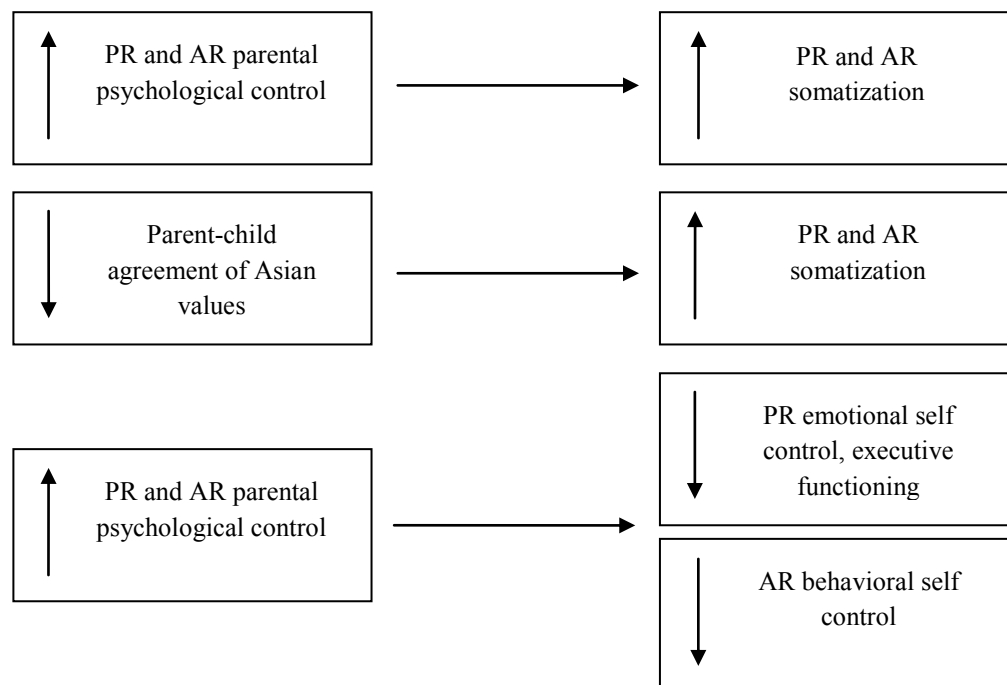 PR and AR parental
psychological control
PR and AR
somatization
Parent-child
agreement of Asian
values
PR and AR
somatization
PR and AR parental
psychological control
PR emotional self
control, executive
functioning
AR behavioral self
control